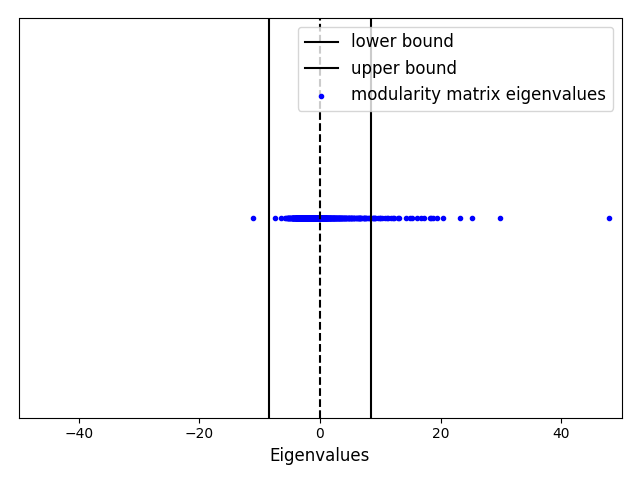 lower bound
upper bound
modularity matrix eigenvalues
−40 −20 0 20 40
Eigenvalues